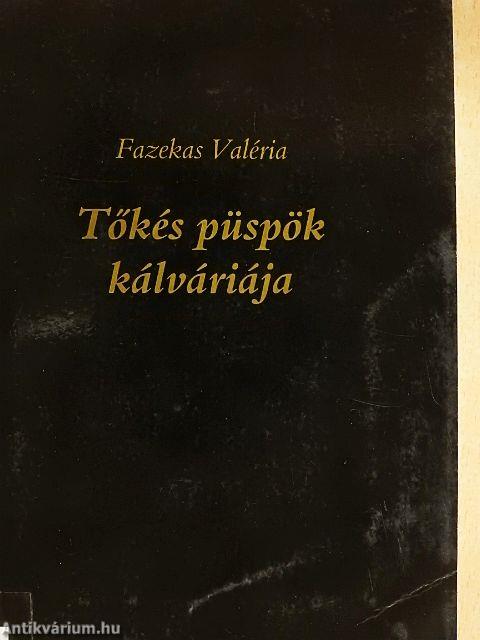 Fazekas Valéria
Tőkés püspök
kálváriája
Antikvárium.hu